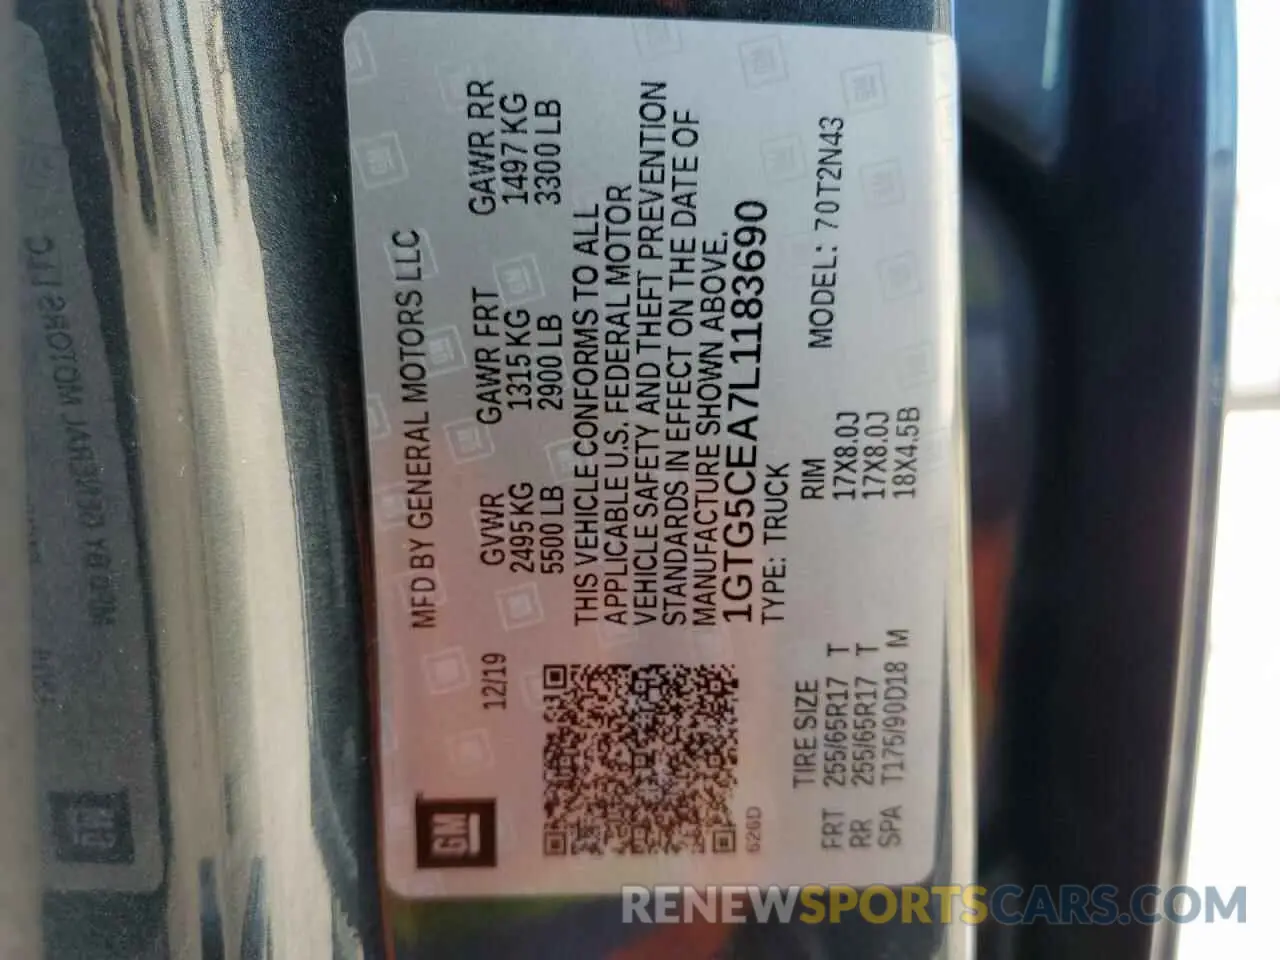 MFD BY GENERAL MOTORS LLC
GM
12/19 GVWR GAWR FRT GAWR RR
2495 KG 1315 KG 1497 KG
5500 LB 2900 LB 3300 LB
THIS VEHICLE CONFORMS TO ALL
APPLICABLE U.S. FEDERAL MOTOR
VEHICLE SAFETY AND THEFT PREVENTION
STANDARDS IN EFFECT ON THE DATE OF
MANUFACTURE SHOWN ABOVE.
1GTG5CEA7L1183690
TYPE: TRUCK
TIRE SIZE RIM MODEL: 70T2N43
FRT 255/65R17 T 17X8.0J
RR 255/65R17 T 17X8.0J
SPA T175/90D18 M 18X4.5B
RENEWSPORTSCARS.COM